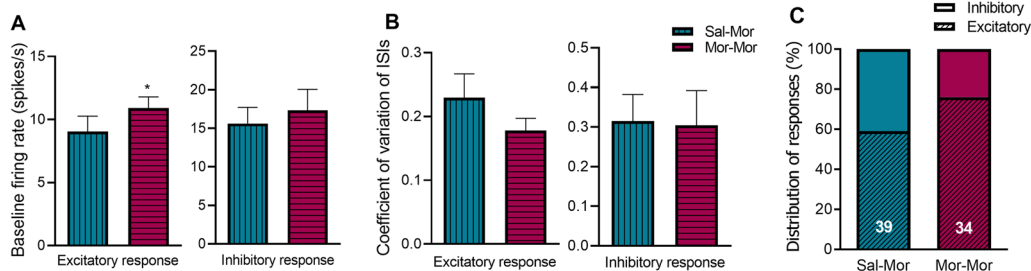 A
Baseline firing rate (spikes/s)
15
10
5
0
*
Excitatory response
25
20
15
10
5
0
Inhibitory response
B
Coefficient of variation of ISIs
0.3
0.2
0.1
0.0
Excitatory response
Sal-Mor
Mor-Mor
0.5
0.4
0.3
0.2
0.1
0.0
Inhibitory response
C
Inhibitory
Excitatory
Distribution of responses (%)
100
80
60
40
20
0
39
34
Sal-Mor
Mor-Mor